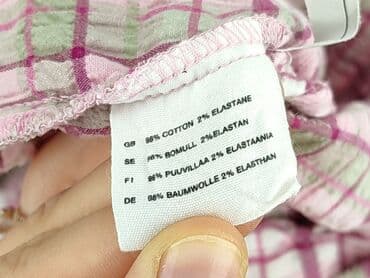 GB 98% COTTON 2% ELASTANE
SE 98% BOMULL 2% ELASTAN
FI 98% PUUVILLAA 2% ELASTAANIA
DE 98% BAUMWOLLE 2% ELASTHAN